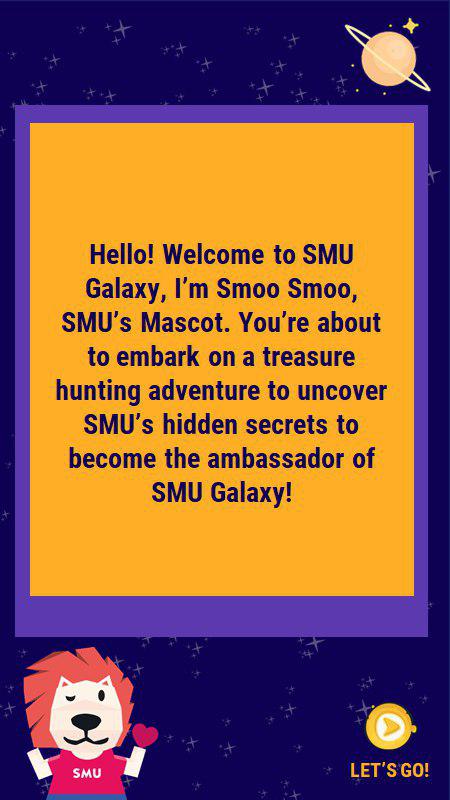 Hello! Welcome to SMU
Galaxy, I'm Smoo Smoo,
SMU's Mascot. You're about
to embark on a treasure
hunting adventure to uncover
SMU's hidden secrets to
become the ambassador of
SMU Galaxy!
SMU
LET'S GO!